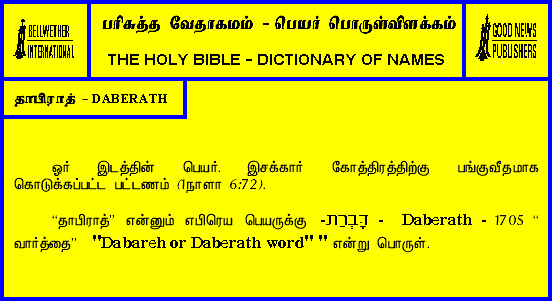 BELLWETHER
INTERNATIONAL
பரிசுத்த வேதாகமம் - பெயர் பொருள்விளக்கம்
THE HOLY BIBLE - DICTIONARY OF NAMES
GOOD NEWS
PUBLISHERS
தாபிராத் - DABERATH
ஓர் இடத்தின் பெயர். இசக்கார் கோத்திரத்திற்கு பங்குவீதமாக
கொடுக்கப்பட்ட பட்டணம் (1நாளா 6:72).
“தாபிராத்” என்னும் எபிரெய பெயருக்கு -דָּבְרַת - Daberath - 1705 “
வார்த்தை” "Dabareh or Daberath word" " என்று பொருள்.